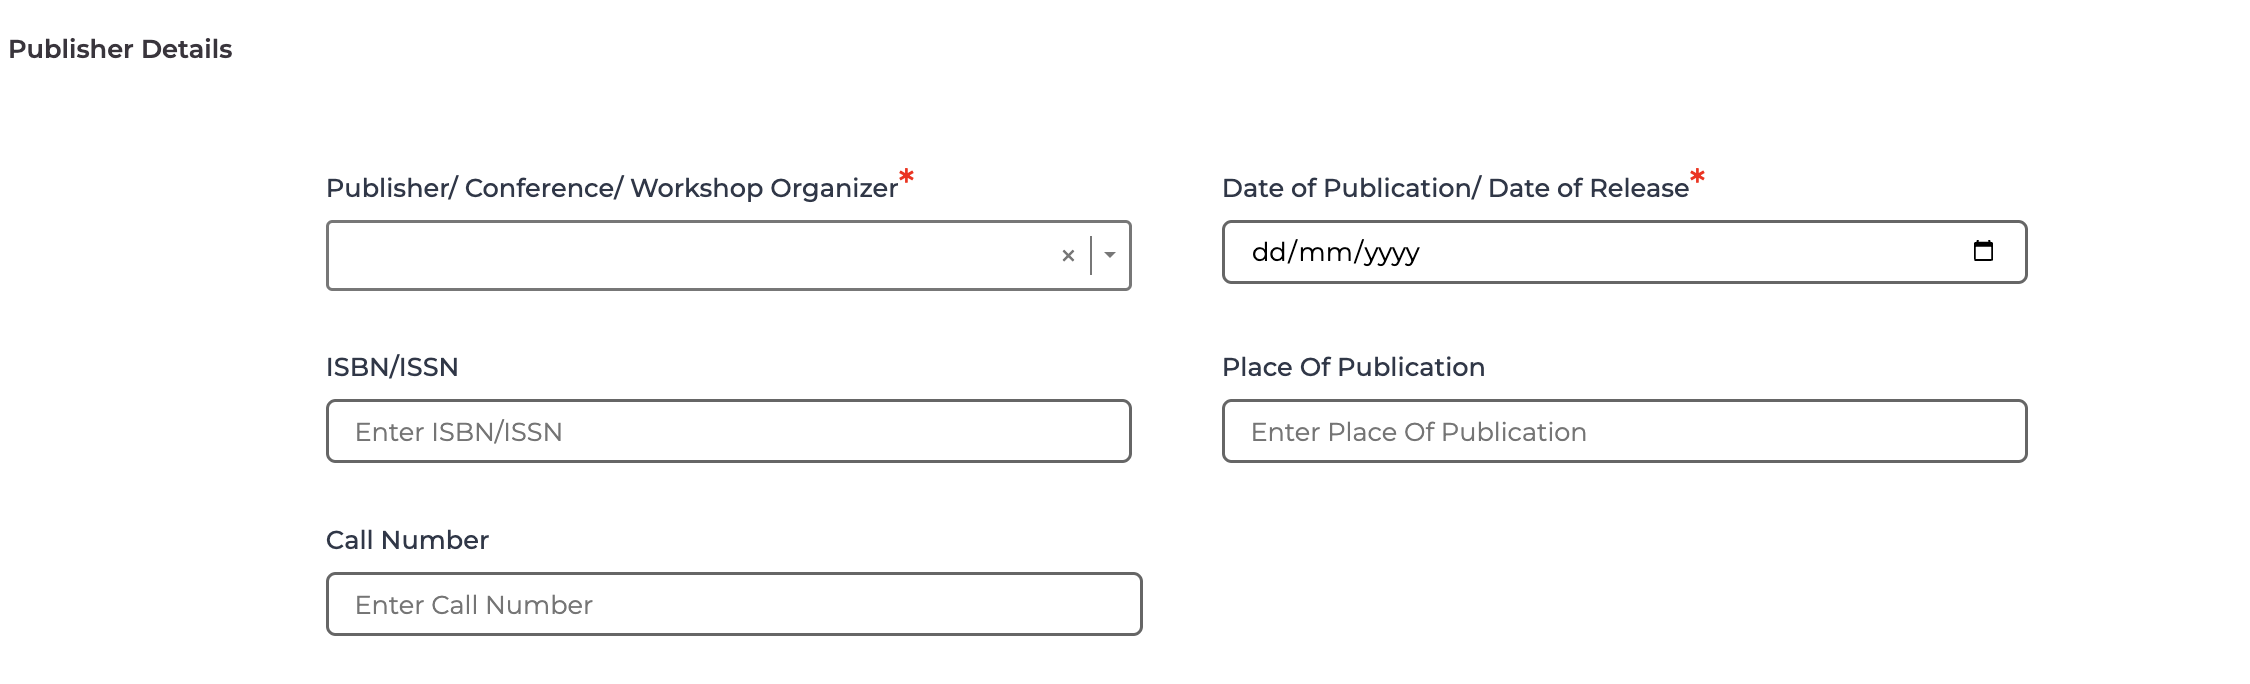 Publisher Details
Publisher/ Conference/ Workshop Organizer*
Date of Publication/ Date of Release*
dd/mm/yyyy
ISBN/ISSN
Place Of Publication
Enter ISBN/ISSN
Enter Place Of Publication
Call Number
Enter Call Number